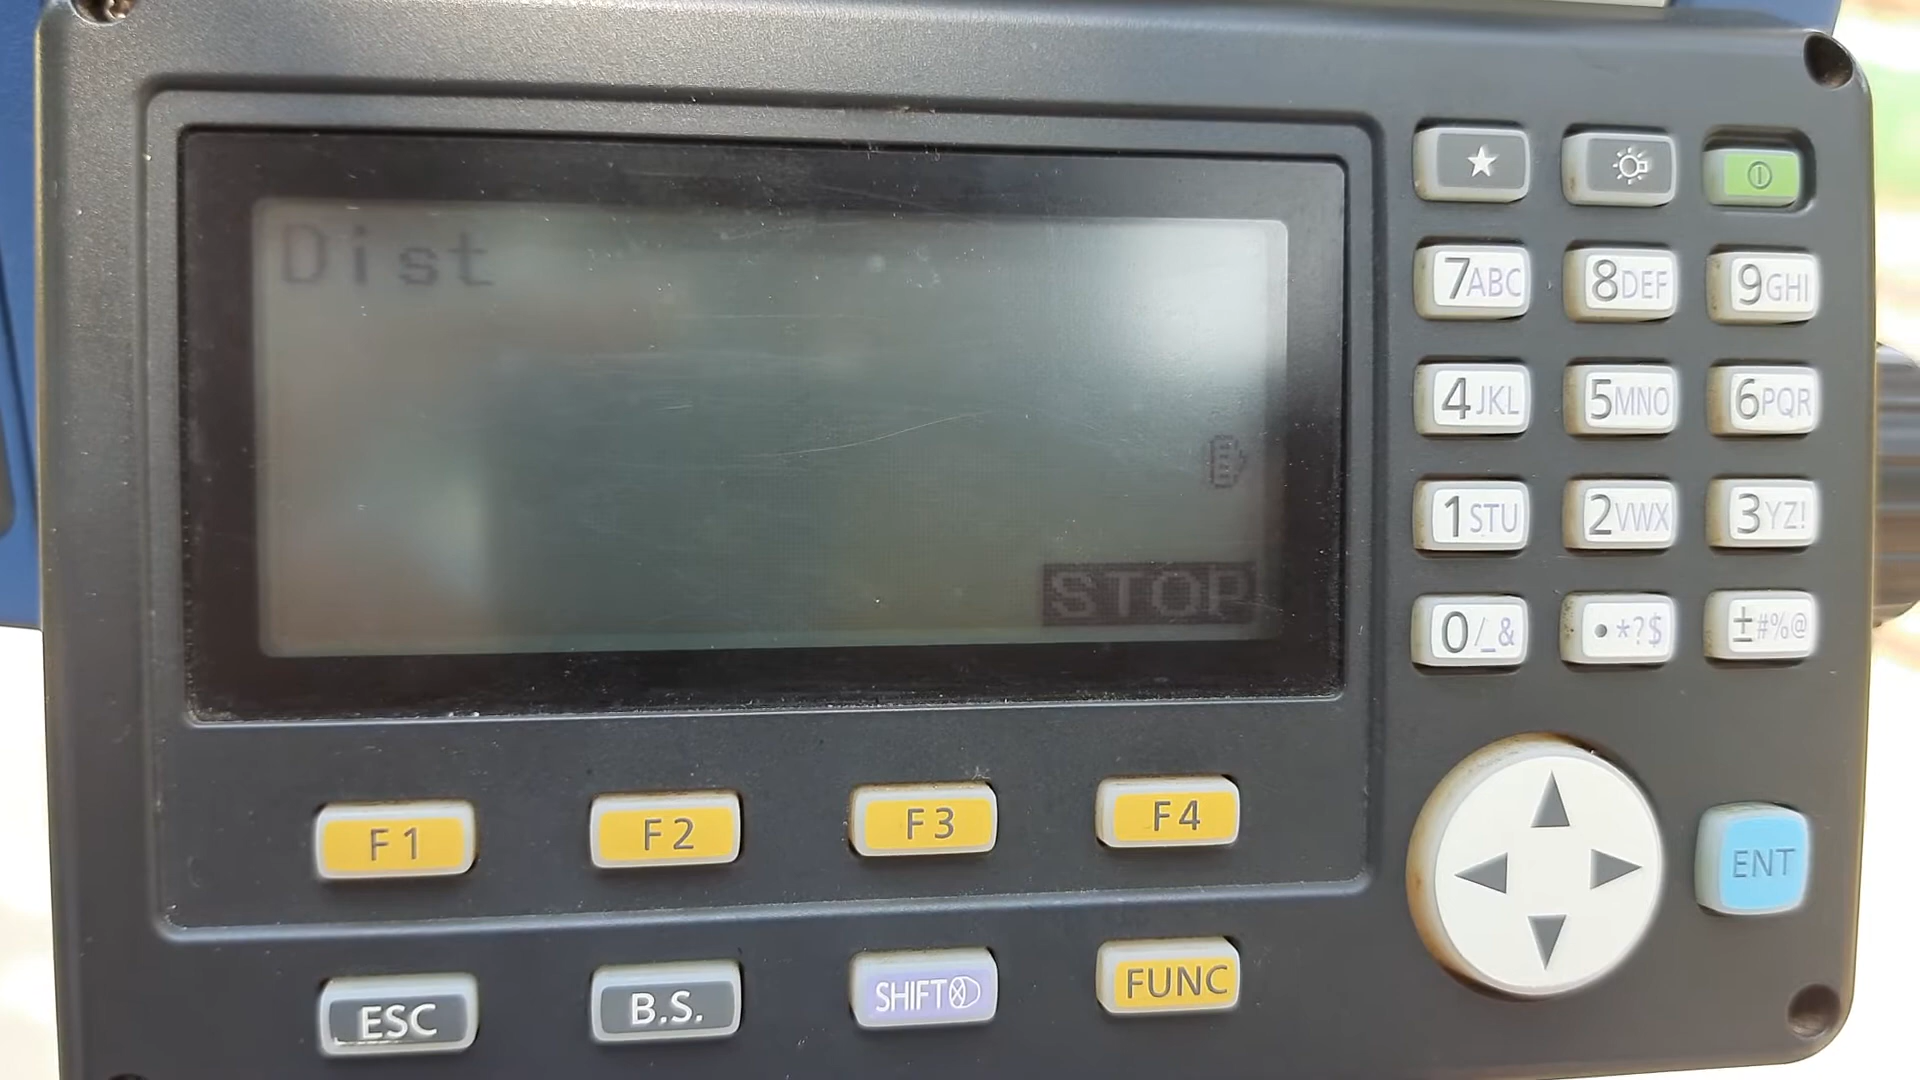 Dist
STOP
★
7ABC 8DEF 9GHI
4JKL 5MNO 6PQR
1STU 2VWX 3YZ!
0/_& •*?$ ±#%@
F1 F2 F3 F4
ENT
ESC B.S. SHIFT FUNC